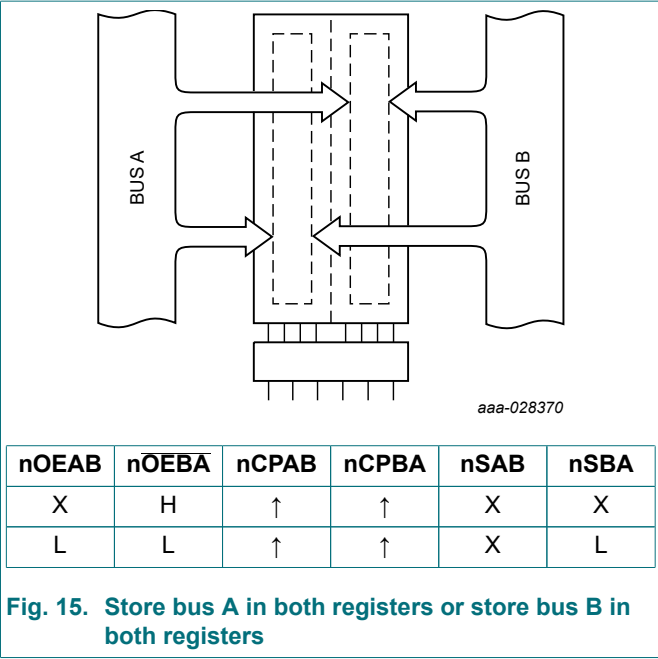 BUS A
BUS B
aaa-028370
nOEAB nO̅E̅B̅A̅ nCPAB nCPBA nSAB nSBA
X H ↑ ↑ X X
L L ↑ ↑ X L
Fig. 15. Store bus A in both registers or store bus B in
both registers